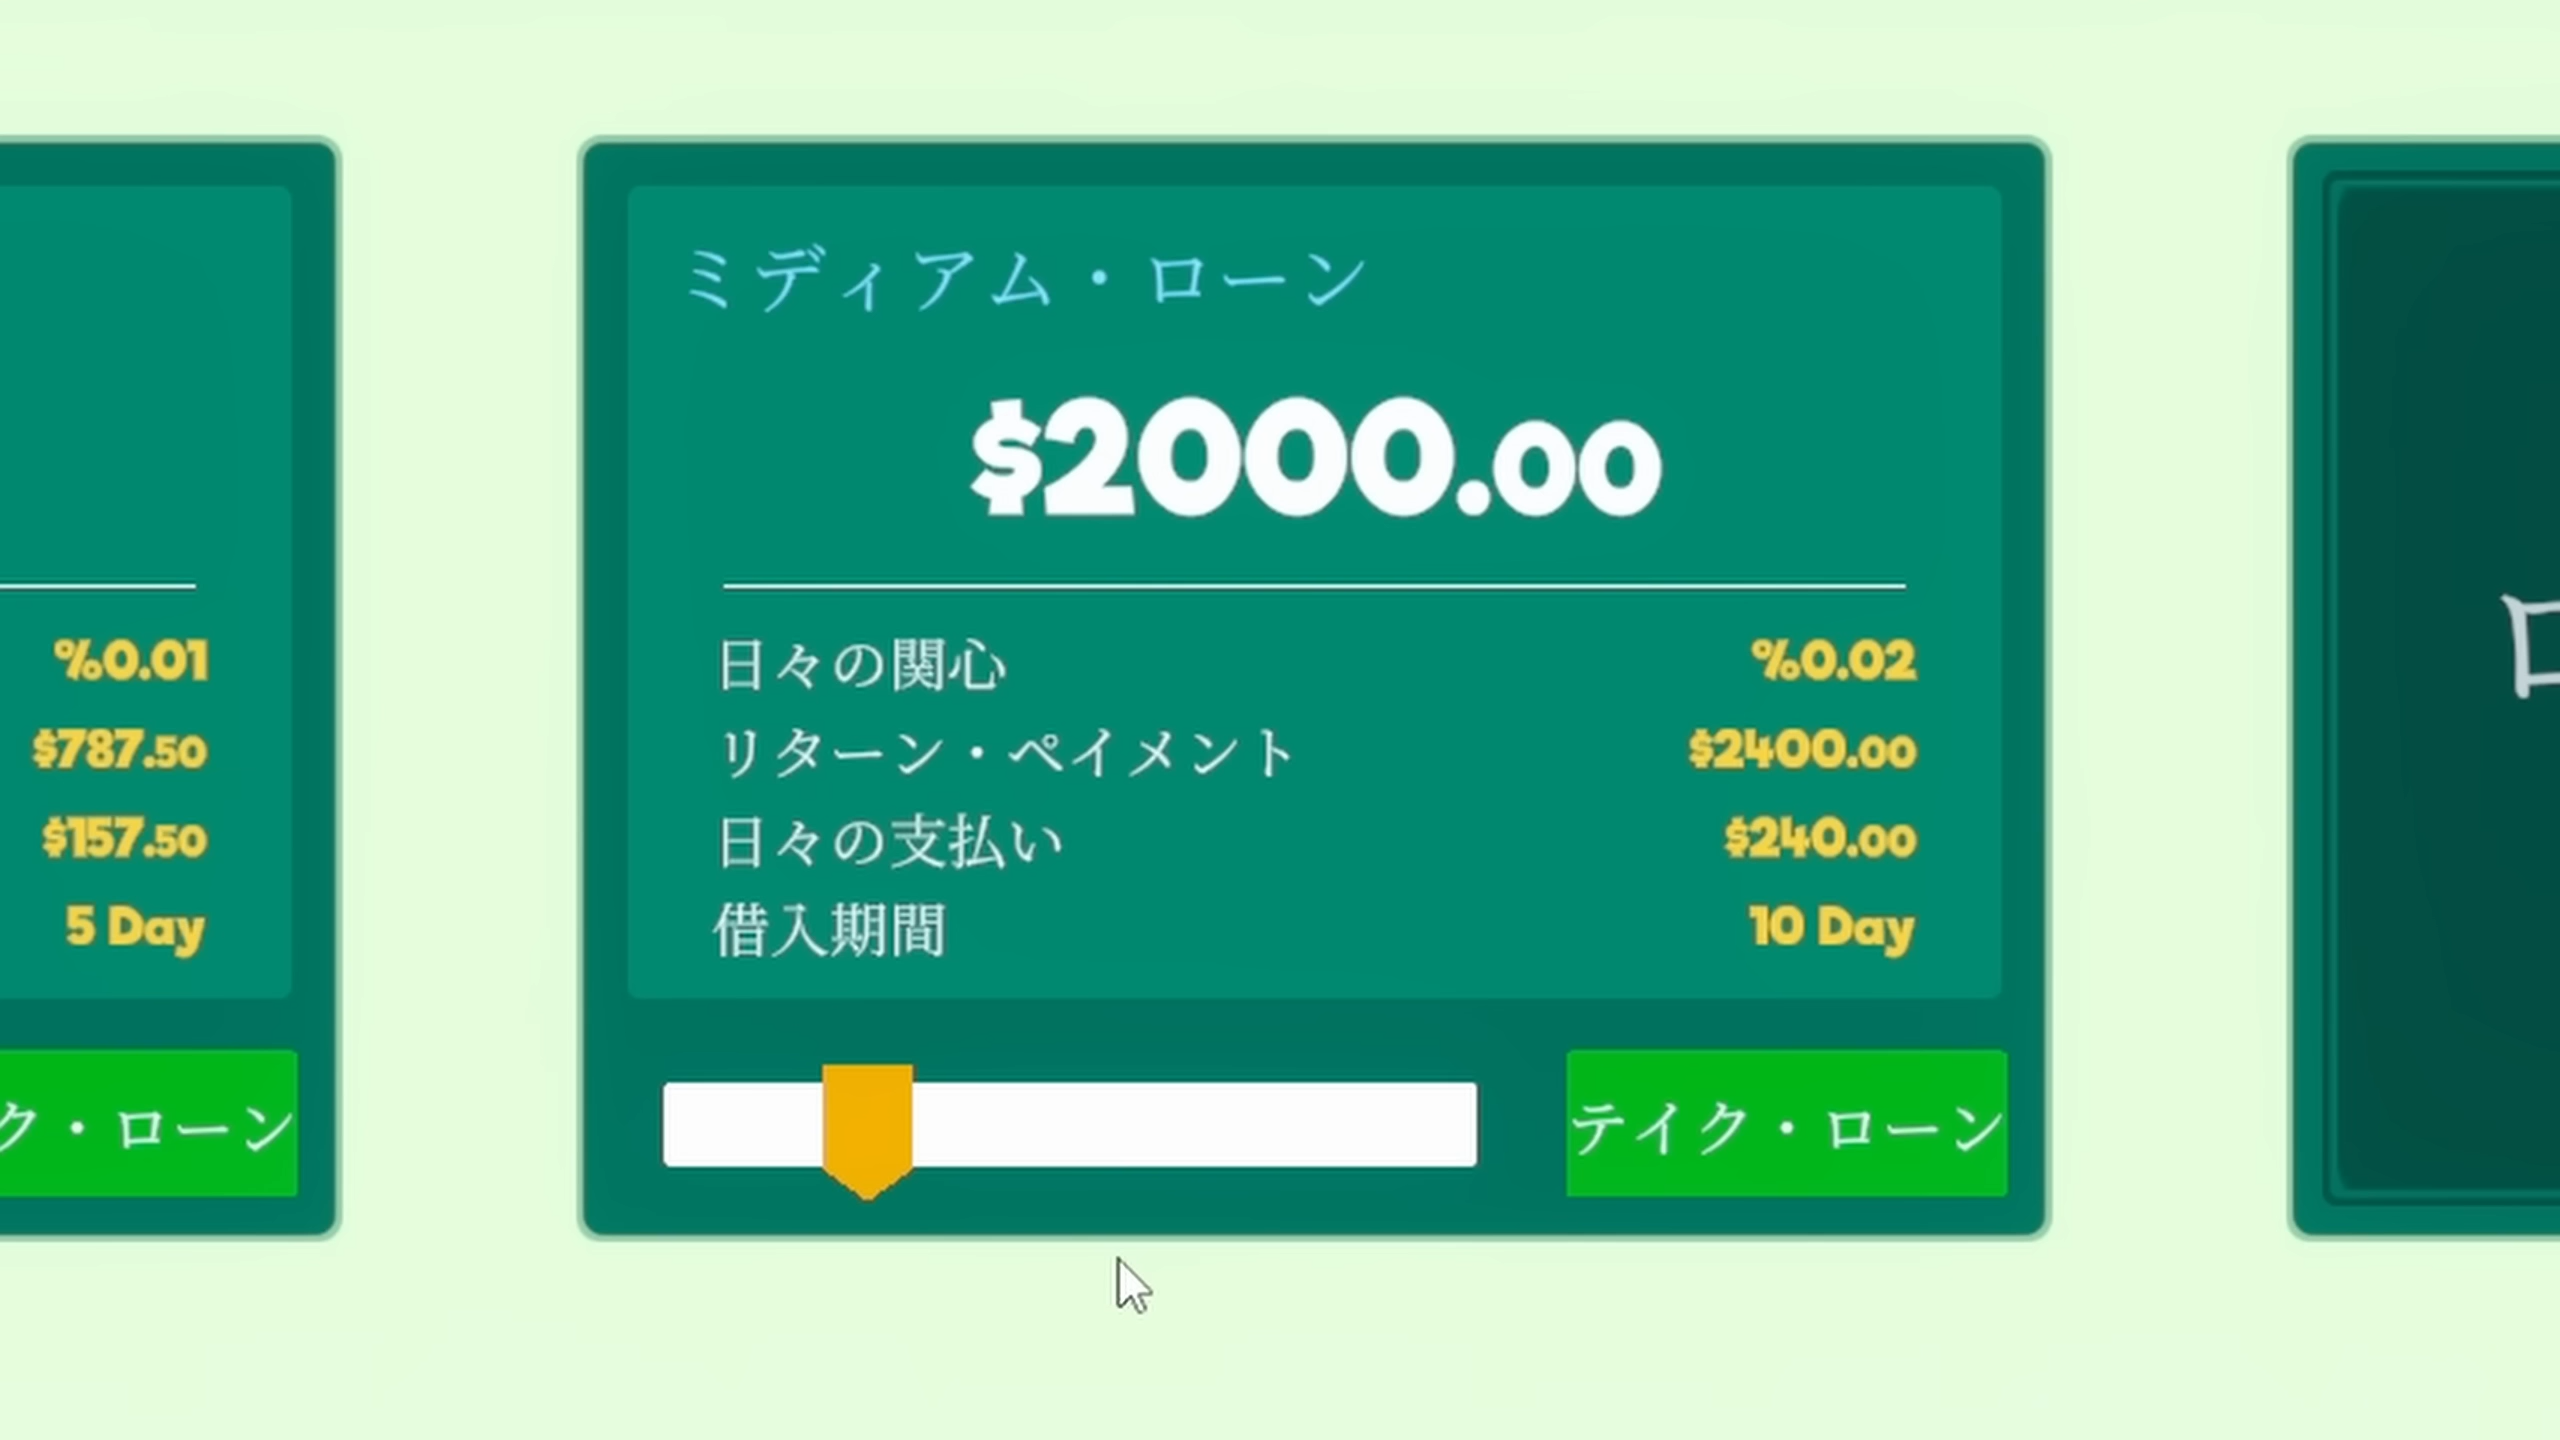 %0.01
$787.50
$157.50
5 Day
ク・ローン
ミディアム・ローン
$2000.00
日々の関心 %0.02
リターン・ペイメント $2400.00
日々の支払い $240.00
借入期間 10 Day
テイク・ローン
ロ